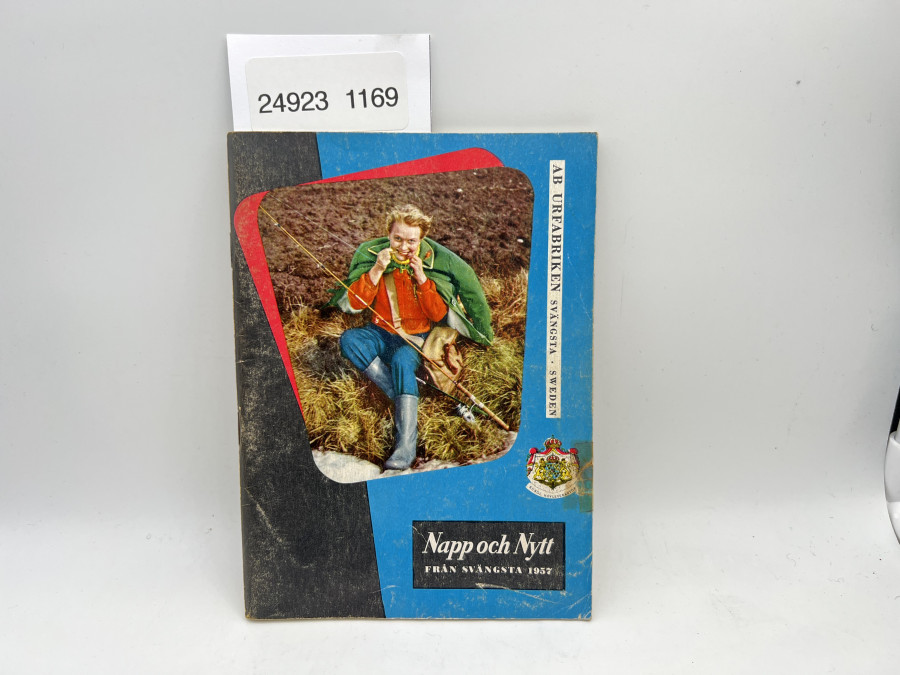 24923 1169
AB URFABRIKEN SVÄNGSTA · SWEDEN
Napp och Nytt
FRÅN SVÄNGSTA 1957